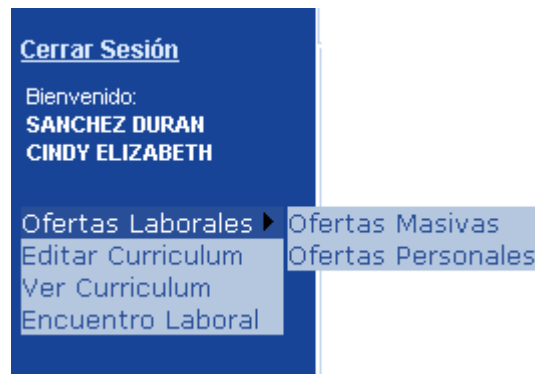 Cerrar Sesión
Bienvenido:
SANCHEZ DURAN
CINDY ELIZABETH
Ofertas Laborales Ofertas Masivas
Editar Curriculum Ofertas Personales
Ver Curriculum
Encuentro Laboral